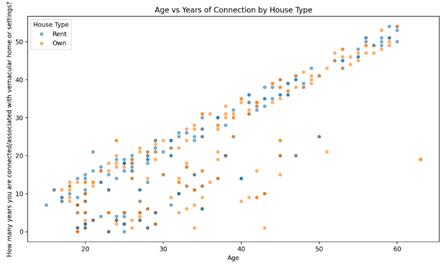 Age vs Years of Connection by House Type
How many years you are connected/associated with vernacular home or settings?
House Type
Rent
Own
50
40
30
20
10
0
20
30
40
50
60
Age